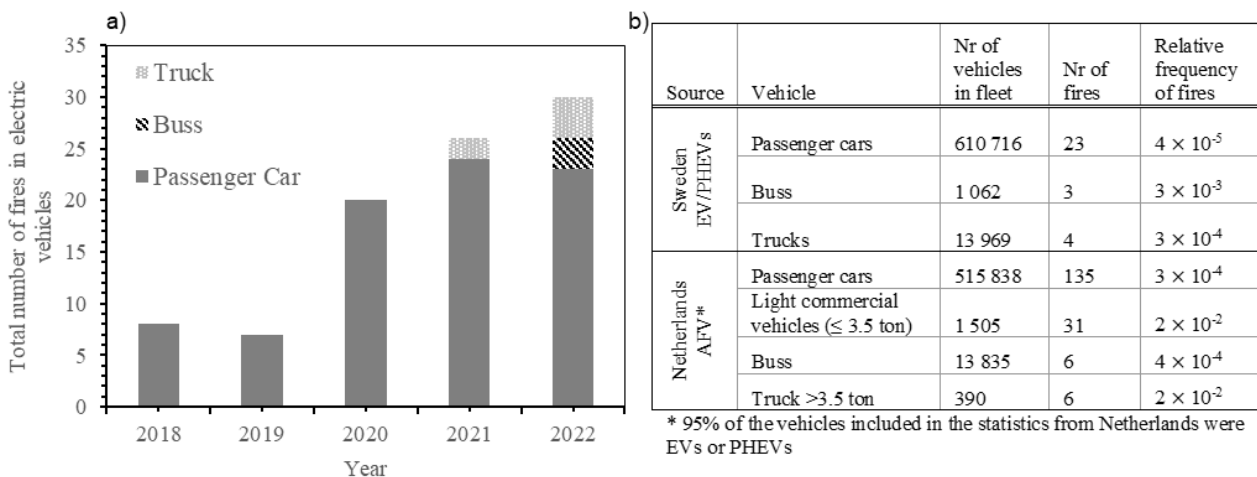 a)
Total number of fires in electric
vehicles
35
30
25
20
15
10
5
0
Truck
Buss
Passenger Car
2018 2019 2020 2021 2022
Year
b)
Source Vehicle Nr of vehicles in fleet Nr of fires Relative frequency of fires
Sweden EV/PHEVs
Passenger cars 610 716 23 4 × 10⁻⁵
Buss 1 062 3 3 × 10⁻³
Trucks 13 969 4 3 × 10⁻⁴
Netherlands AFV*
Passenger cars 515 838 135 3 × 10⁻⁴
Light commercial vehicles (≤ 3.5 ton) 1 505 31 2 × 10⁻²
Buss 13 835 6 4 × 10⁻⁴
Truck >3.5 ton 390 6 2 × 10⁻²
* 95% of the vehicles included in the statistics from Netherlands were
EVs or PHEVs